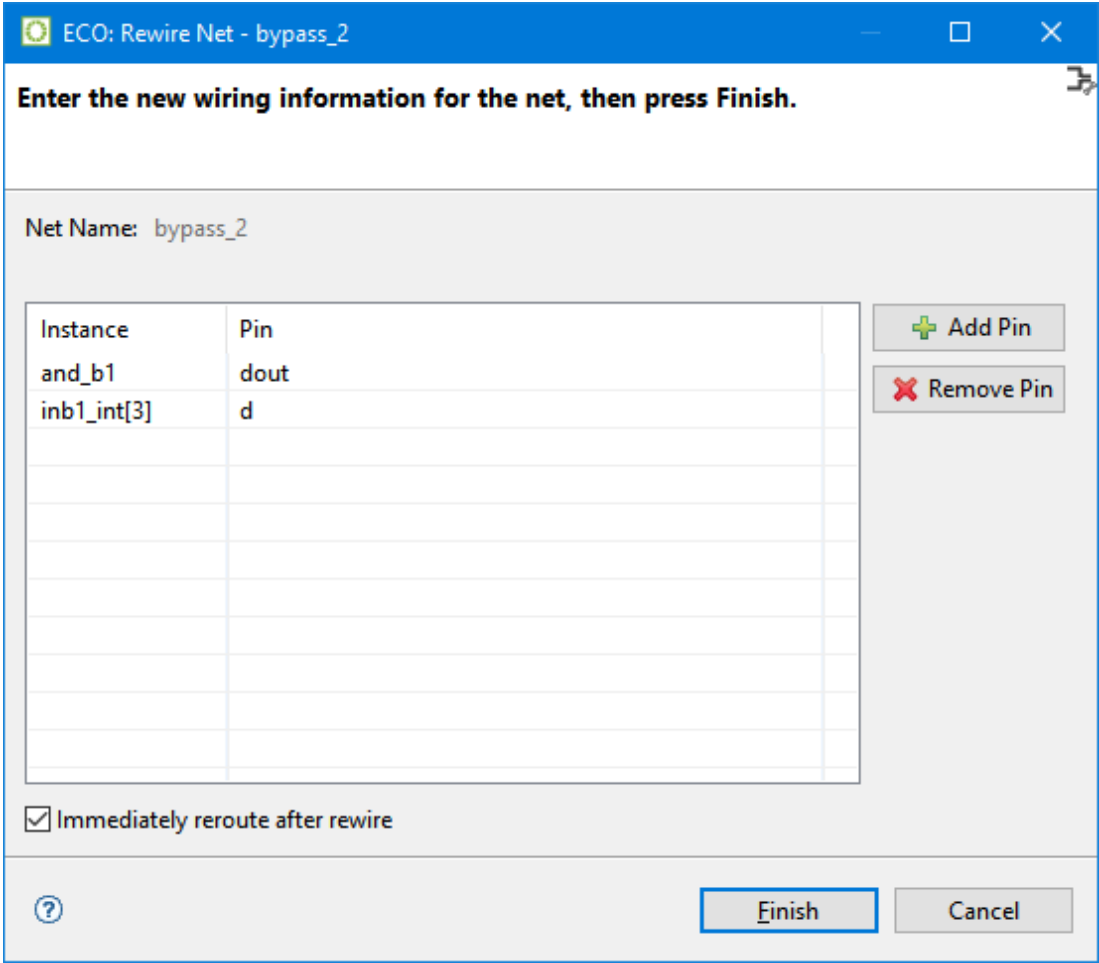 ECO: Rewire Net - bypass_2
Enter the new wiring information for the net, then press Finish.
Net Name: bypass_2
Instance Pin
and_b1 dout
inb1_int[3] d
Add Pin
Remove Pin
Immediately reroute after rewire
?
Finish Cancel